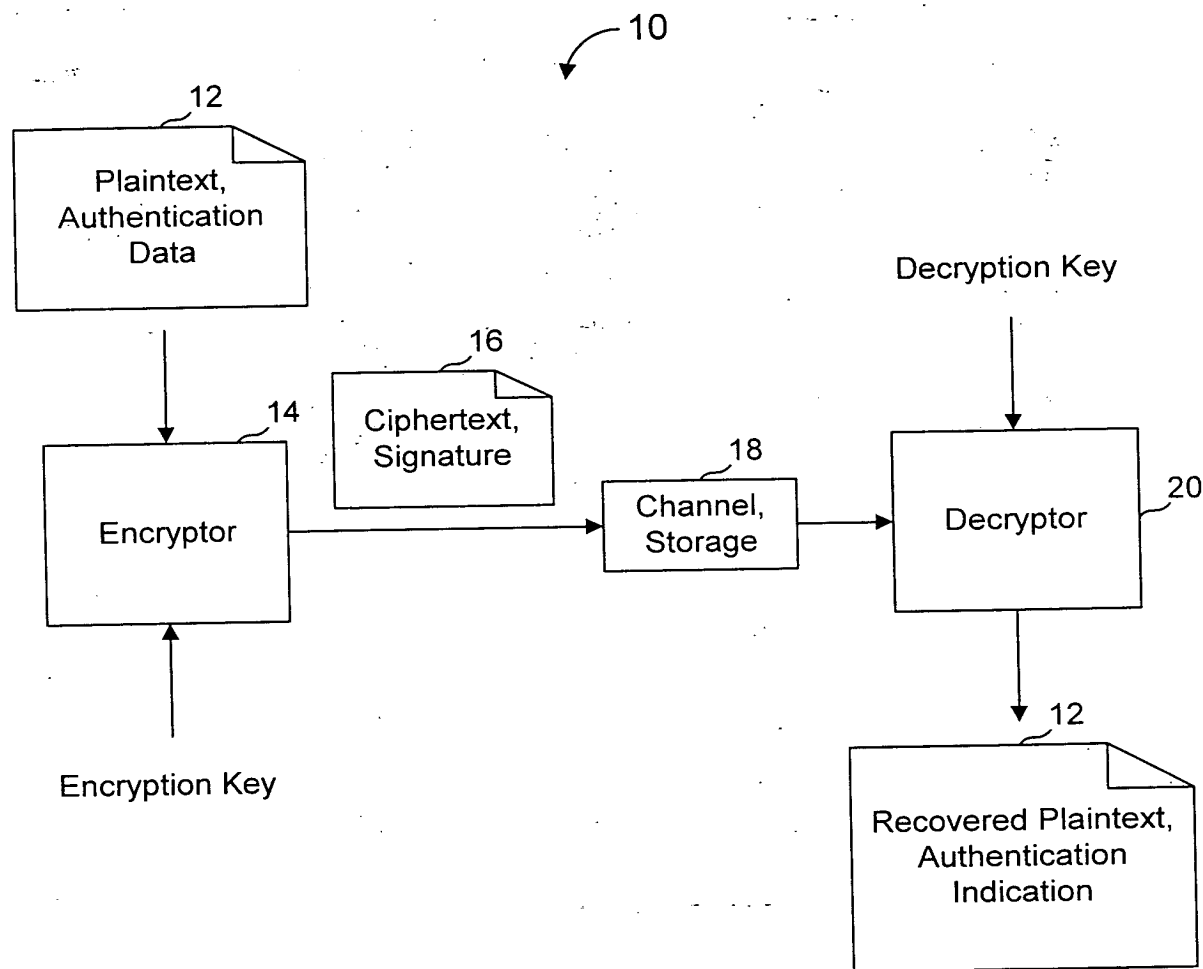 10
12
Plaintext,
Authentication
Data
Decryption Key
16
Ciphertext,
Signature
14
Encryptor
18
Channel,
Storage
20
Decryptor
Encryption Key
12
Recovered Plaintext,
Authentication
Indication